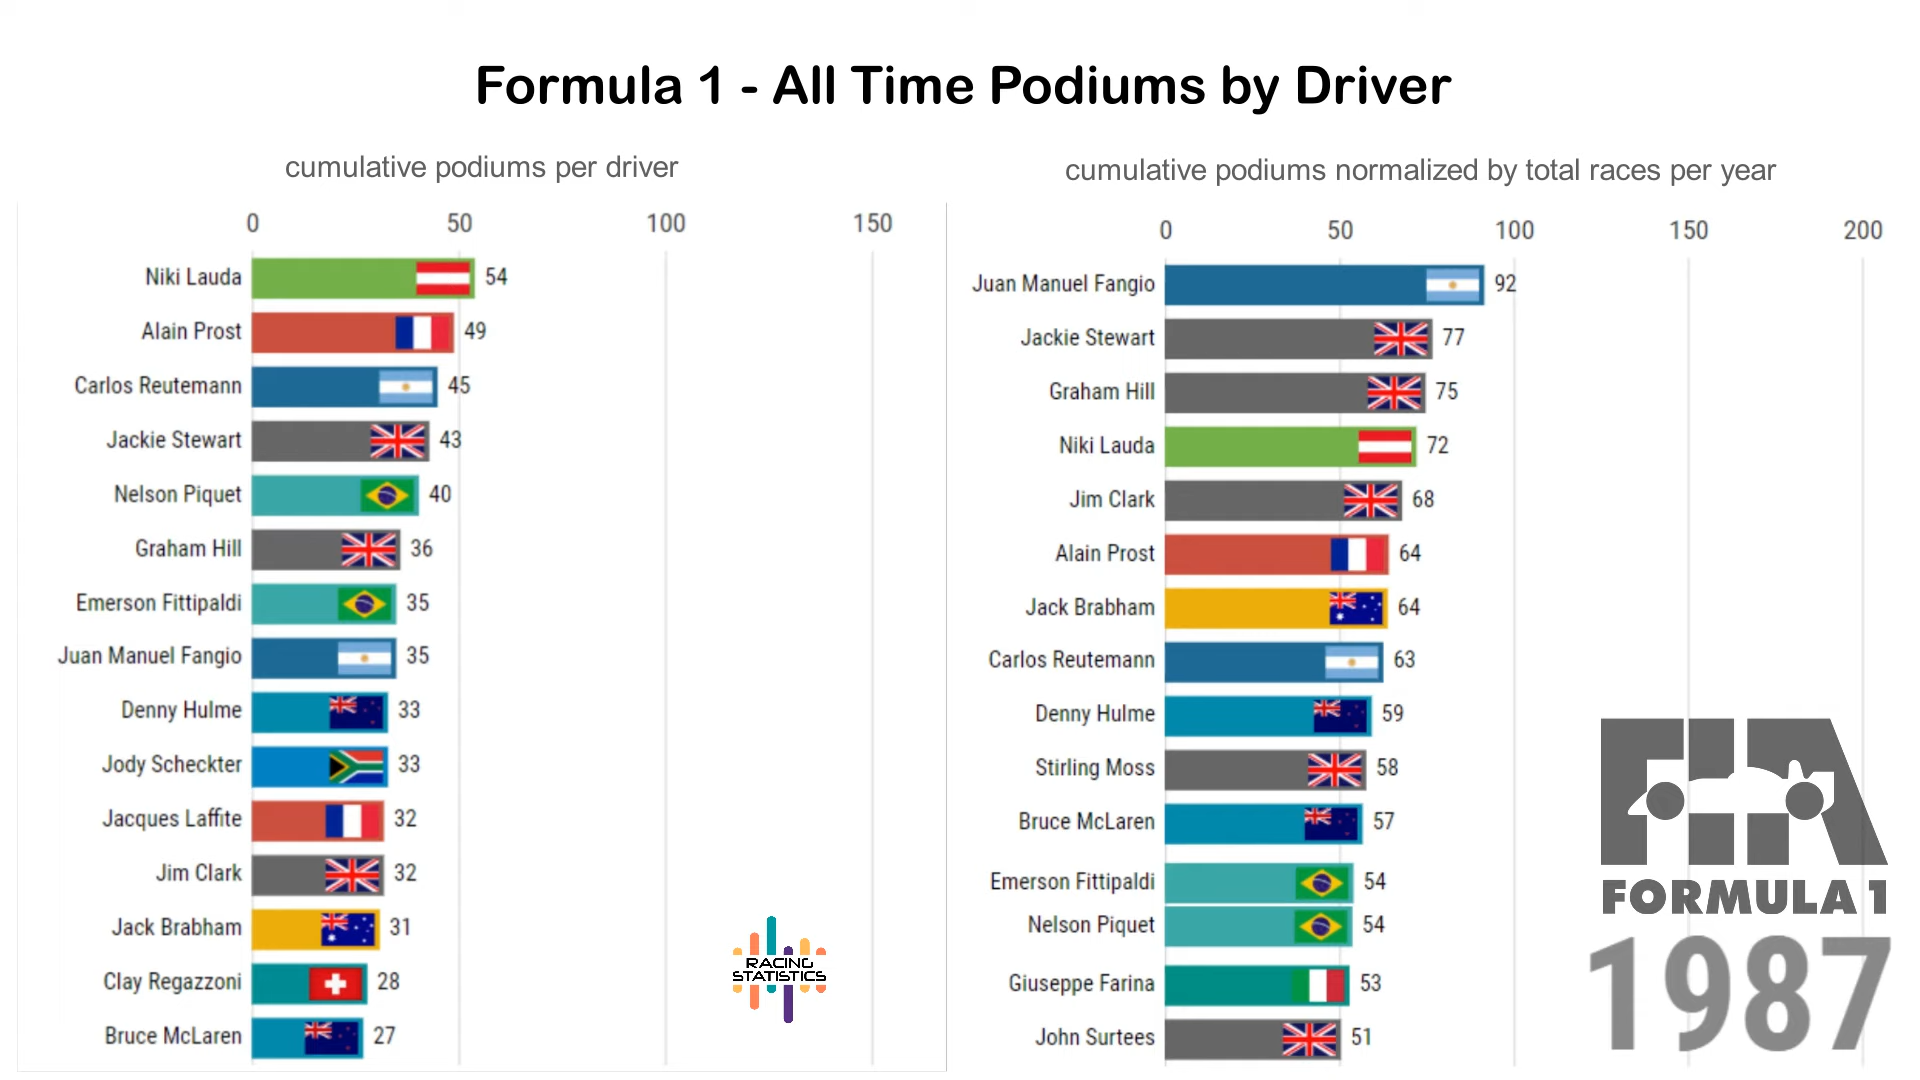 Formula 1 - All Time Podiums by Driver
cumulative podiums per driver
0 50 100 150
Niki Lauda 54
Alain Prost 49
Carlos Reutemann 45
Jackie Stewart 43
Nelson Piquet 40
Graham Hill 36
Emerson Fittipaldi 35
Juan Manuel Fangio 35
Denny Hulme 33
Jody Scheckter 33
Jacques Laffite 32
Jim Clark 32
Jack Brabham 31
Clay Regazzoni 28
Bruce McLaren 27
RACING
STATISTICS
cumulative podiums normalized by total races per year
0 50 100 150 200
Juan Manuel Fangio 92
Jackie Stewart 77
Graham Hill 75
Niki Lauda 72
Jim Clark 68
Alain Prost 64
Jack Brabham 64
Carlos Reutemann 63
Denny Hulme 59
Stirling Moss 58
Bruce McLaren 57
Emerson Fittipaldi 54
Nelson Piquet 54
Giuseppe Farina 53
John Surtees 51
FIA
FORMULA 1
1987